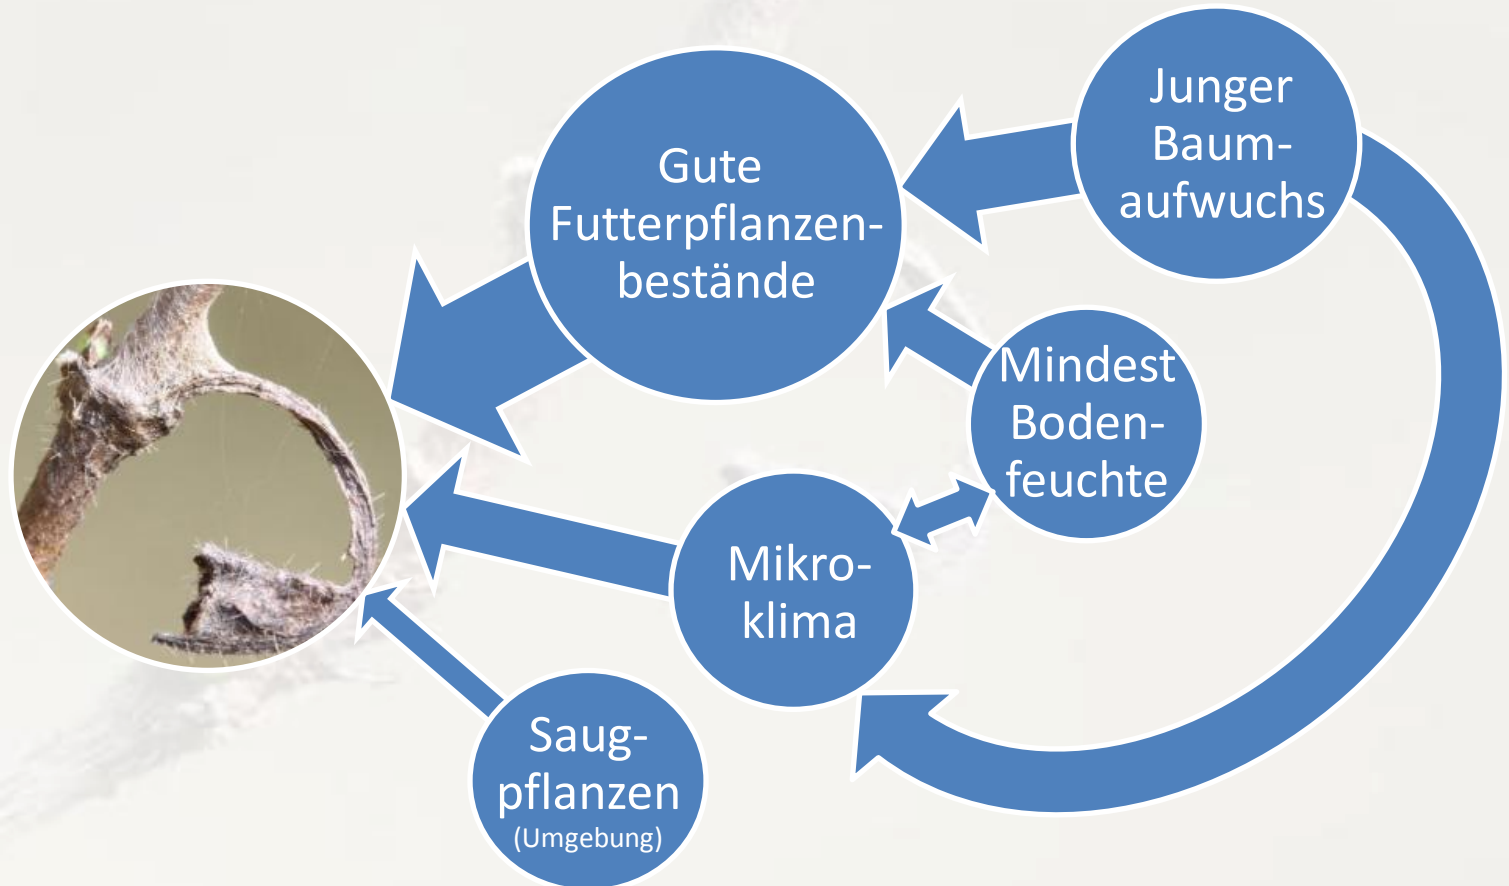 Junger
Baum-
aufwuchs
Gute
Futterpflanzen-
bestände
Mindest
Boden-
feuchte
Mikro-
klima
Saug-
pflanzen
(Umgebung)